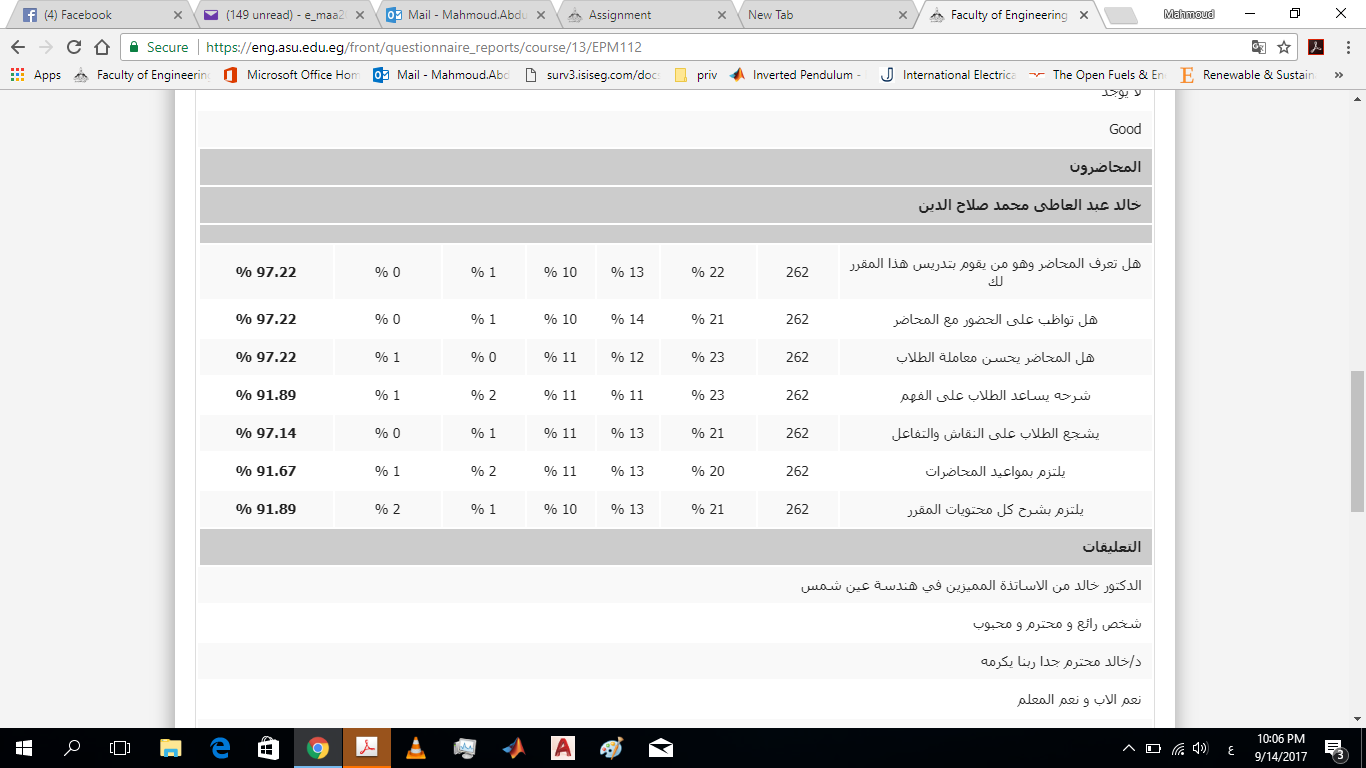 (4) Facebook
(149 unread) - e_maa2
Mail - Mahmoud.Abdu
Assignment
New Tab
Faculty of Engineering
Mahmoud
Secure
https://eng.asu.edu.eg/front/questionnaire_reports/course/13/EPM112
Apps
Faculty of Engineering
Microsoft Office Hom
Mail - Mahmoud.Abd
surv3.isiseg.com/doc
priv
Inverted Pendulum -
International Electrica
The Open Fuels & En
Renewable & Sustain
»
لا يوجد
Good
المحاضرون
خالد عبد العاطى محمد صلاح الدين
هل تعرف المحاضر وهو من يقوم بتدريس هذا المقرر
لك
262
22 %
13 %
10 %
1 %
0 %
97.22 %
هل تواظب على الحضور مع المحاضر
262
21 %
14 %
10 %
1 %
0 %
97.22 %
هل المحاضر يحسن معاملة الطلاب
262
23 %
12 %
11 %
0 %
1 %
97.22 %
شرحه يساعد الطلاب على الفهم
262
23 %
11 %
11 %
2 %
1 %
91.89 %
يشجع الطلاب على النقاش والتفاعل
262
21 %
13 %
11 %
1 %
0 %
97.14 %
يلتزم بمواعيد المحاضرات
262
20 %
13 %
11 %
2 %
1 %
91.67 %
يلتزم بشرح كل محتويات المقرر
262
21 %
13 %
10 %
1 %
2 %
91.89 %
التعليقات
الدكتور خالد من الاساتذة المميزين في هندسة عين شمس
شخص رائع و محترم و محبوب
د/خالد محترم جدا ربنا يكرمه
نعم الاب و نعم المعلم
ع
10:06 PM
9/14/2017
3